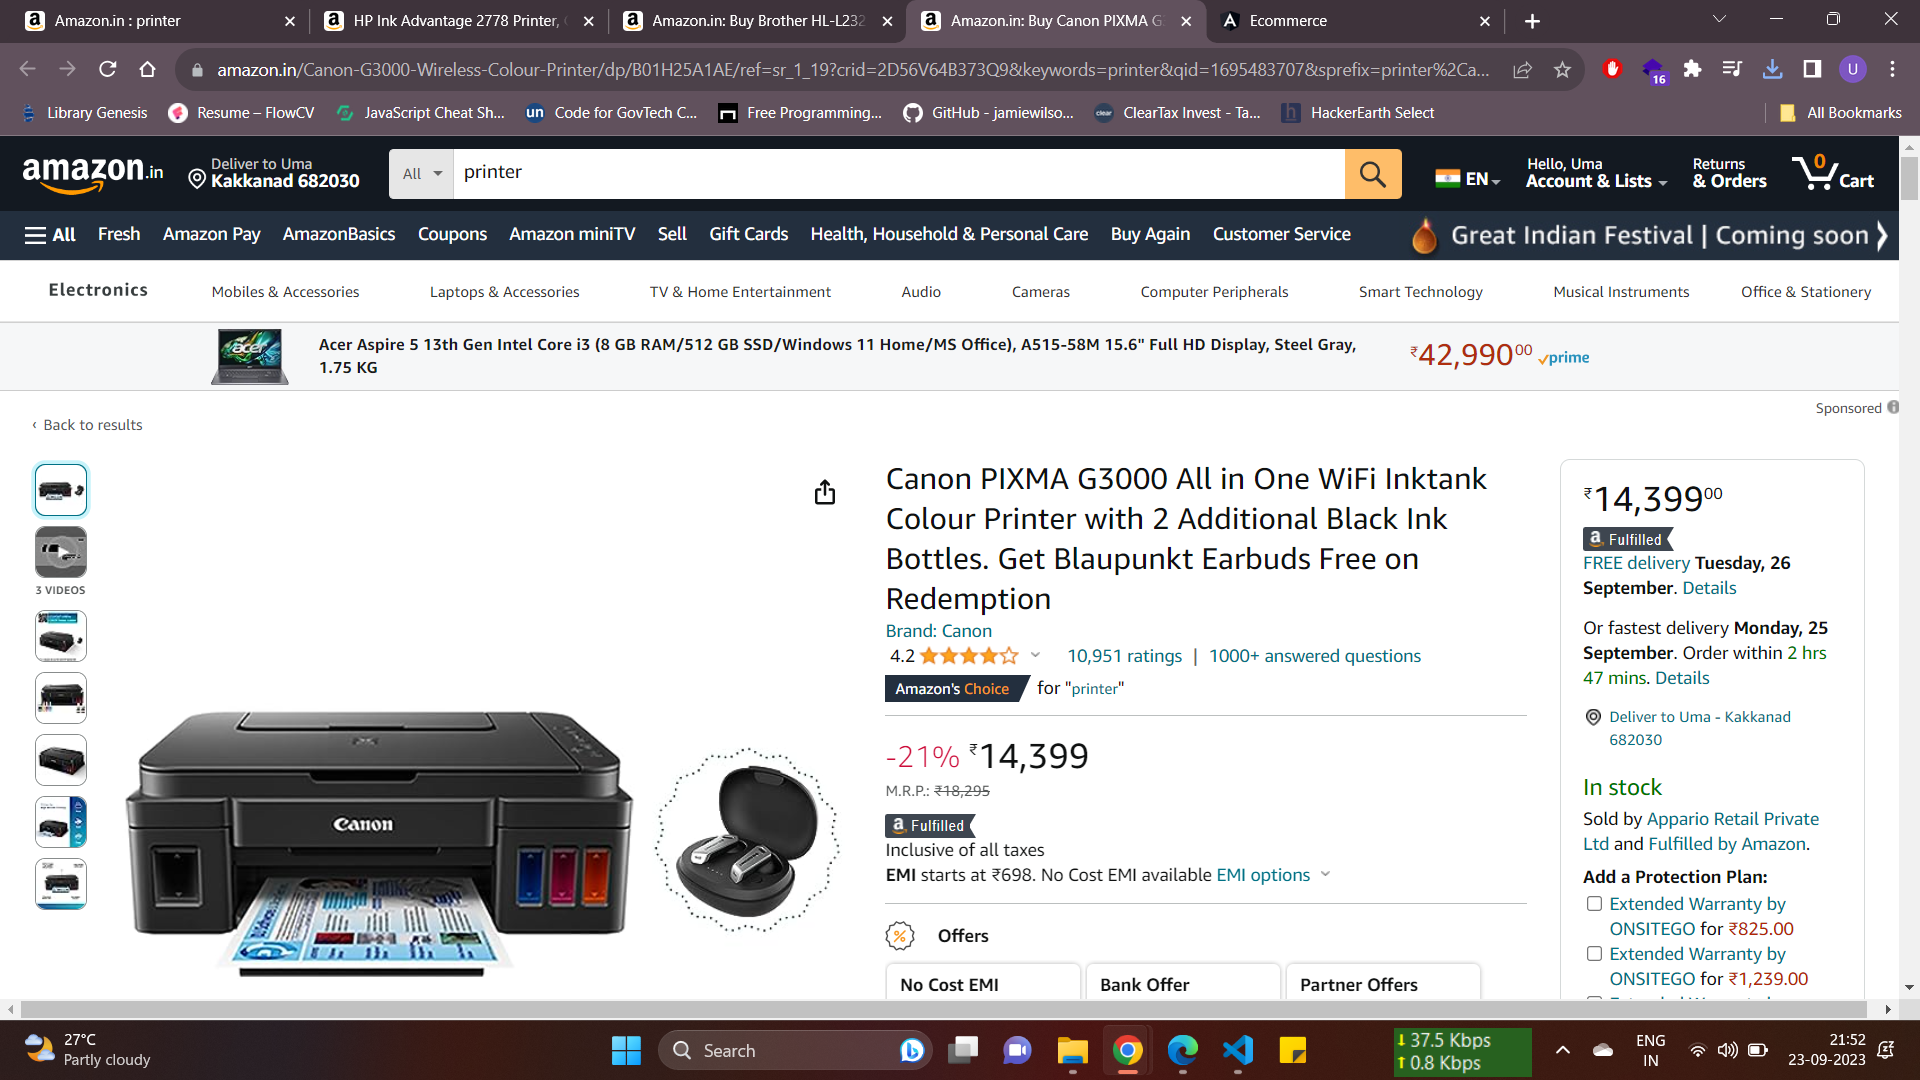 Amazon.in : printer
HP Ink Advantage 2778 Printer,
Amazon.in: Buy Brother HL-L232
Amazon.in: Buy Canon PIXMA G
Ecommerce
amazon.in/Canon-G3000-Wireless-Colour-Printer/dp/B01H25A1AE/ref=sr_1_19?crid=2D56V64B373Q9&keywords=printer&qid=1695483707&sprefix=printer%2Ca...
16
U
Library Genesis
Resume – FlowCV
JavaScript Cheat Sh...
un
Code for GovTech C...
Free Programming...
GitHub - jamiewilso...
clear
ClearTax Invest - Ta...
h
HackerEarth Select
All Bookmarks
amazon.in
Deliver to Uma
Kakkanad 682030
All
printer
EN
Hello, Uma
Account & Lists
Returns
& Orders
0
Cart
All
Fresh
Amazon Pay
AmazonBasics
Coupons
Amazon miniTV
Sell
Gift Cards
Health, Household & Personal Care
Buy Again
Customer Service
Great Indian Festival | Coming soon
Electronics
Mobiles & Accessories
Laptops & Accessories
TV & Home Entertainment
Audio
Cameras
Computer Peripherals
Smart Technology
Musical Instruments
Office & Stationery
acer
Acer Aspire 5 13th Gen Intel Core i3 (8 GB RAM/512 GB SSD/Windows 11 Home/MS Office), A515-58M 15.6" Full HD Display, Steel Gray,
1.75 KG
₹42,990.00 prime
Sponsored
‹ Back to results
3 VIDEOS
Canon
Canon PIXMA G3000 All in One WiFi Inktank
Colour Printer with 2 Additional Black Ink
Bottles. Get Blaupunkt Earbuds Free on
Redemption
Brand: Canon
4.2
10,951 ratings | 1000+ answered questions
Amazon's Choice for "printer"
-21% ₹14,399
M.R.P.: ₹18,295
a Fulfilled
Inclusive of all taxes
EMI starts at ₹698. No Cost EMI available EMI options
% Offers
No Cost EMI
Bank Offer
Partner Offers
₹14,39900
a Fulfilled
FREE delivery Tuesday, 26
September. Details
Or fastest delivery Monday, 25
September. Order within 2 hrs
47 mins. Details
Deliver to Uma - Kakkanad
682030
In stock
Sold by Appario Retail Private
Ltd and Fulfilled by Amazon.
Add a Protection Plan:
Extended Warranty by
ONSITEGO for ₹825.00
Extended Warranty by
ONSITEGO for ₹1,239.00
27°C
Partly cloudy
Search
37.5 Kbps
0.8 Kbps
ENG
IN
21:52
23-09-2023